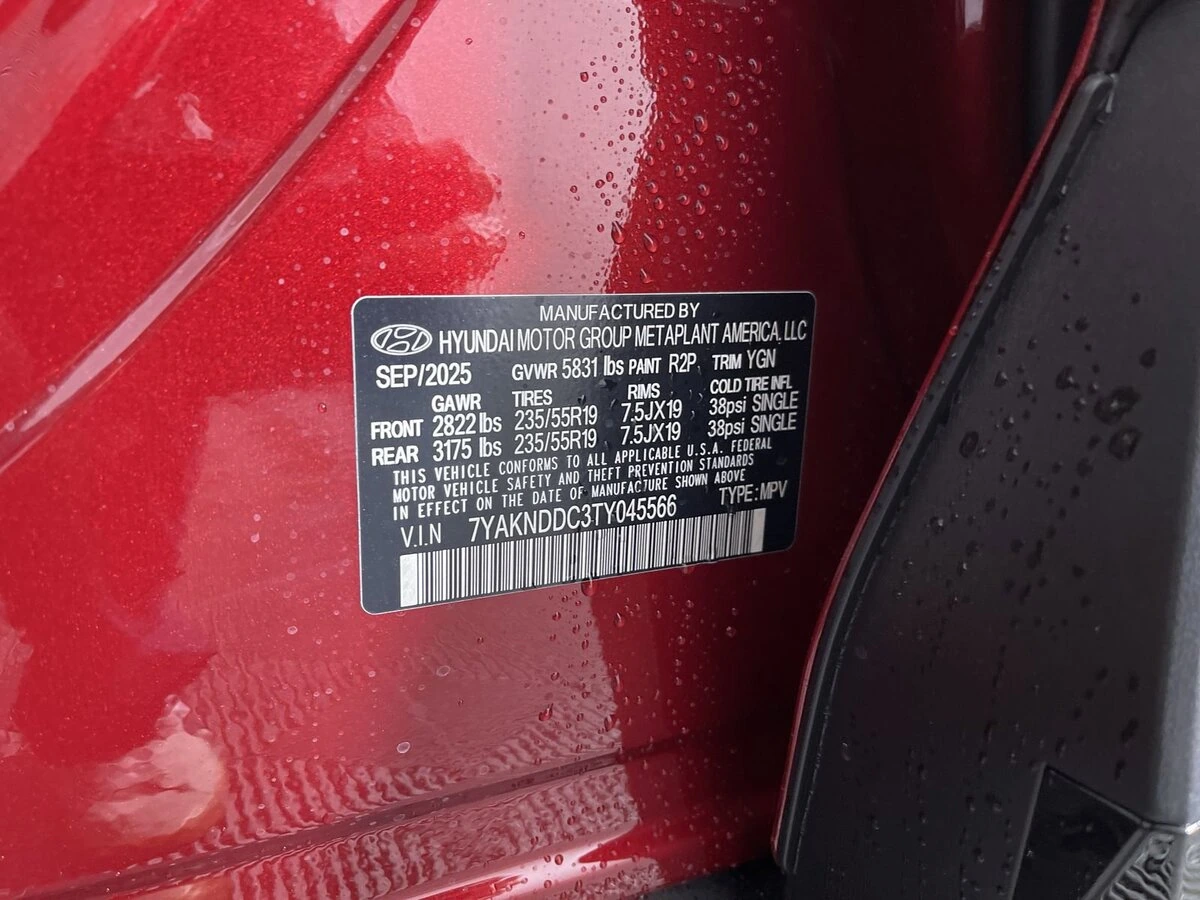 MANUFACTURED BY
HYUNDAI MOTOR GROUP METAPLANT AMERICA, LLC
SEP/2025 GVWR 5831 lbs PAINT R2P TRIM YGN
GAWR TIRES RIMS COLD TIRE INFL
FRONT 2822 lbs 235/55R19 7.5JX19 38psi SINGLE
REAR 3175 lbs 235/55R19 7.5JX19 38psi SINGLE
THIS VEHICLE CONFORMS TO ALL APPLICABLE U.S.A. FEDERAL
MOTOR VEHICLE SAFETY AND THEFT PREVENTION STANDARDS
IN EFFECT ON THE DATE OF MANUFACTURE SHOWN ABOVE
V.I.N 7YAKNDDC3TY045566 TYPE: MPV